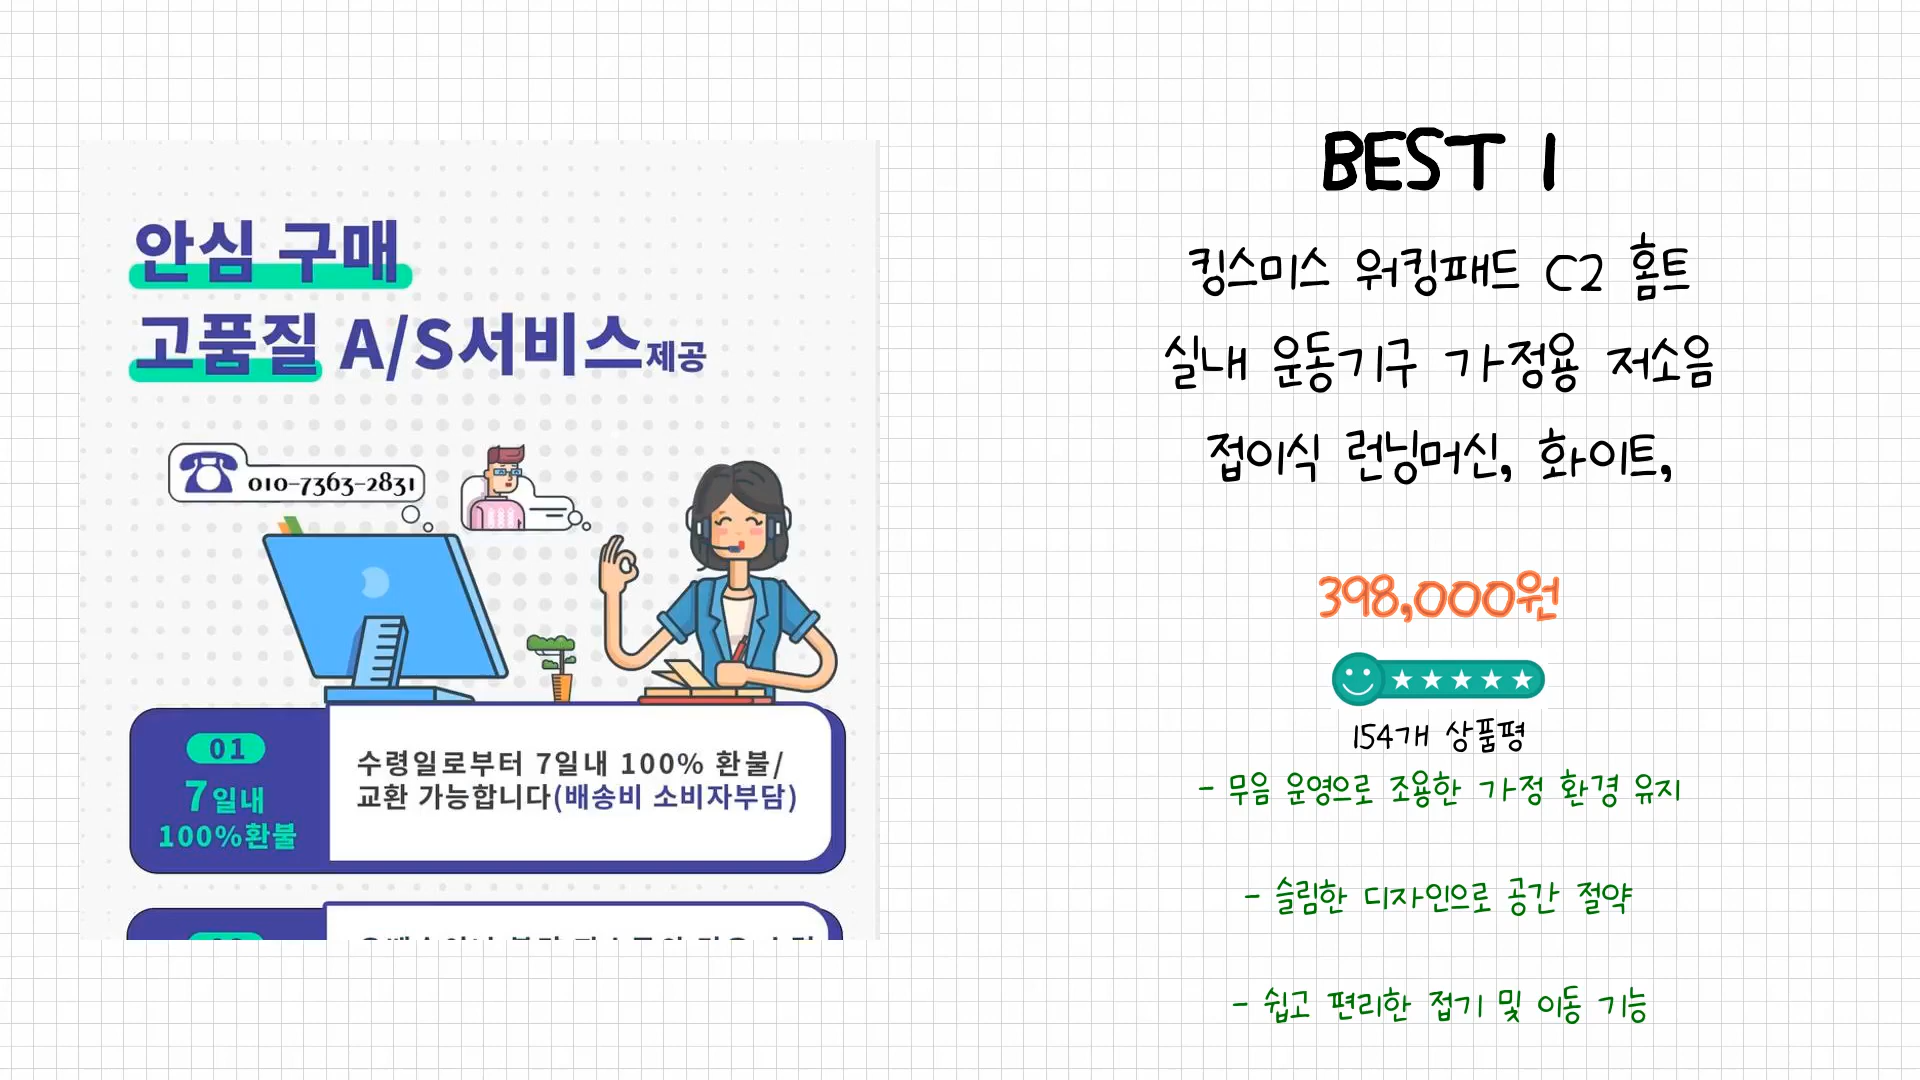 안심 구매
고품질 A/S서비스제공
010-7363-2831
01
7일내
100%환불
수령일로부터 7일내 100% 환불/
교환 가능합니다(배송비 소비자부담)
BEST 1
킹스미스 워킹패드 C2 홈트
실내 운동기구 가정용 저소음
접이식 런닝머신, 화이트,
398,000원
154개 상품평
- 무음 운영으로 조용한 가정 환경 유지
- 슬림한 디자인으로 공간 절약
- 쉽고 편리한 접기 및 이동 기능